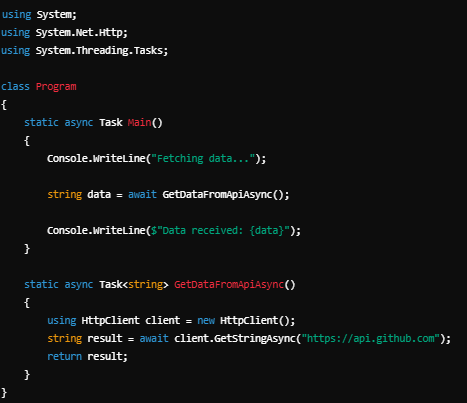 using System;
using System.Net.Http;
using System.Threading.Tasks;

class Program
{
    static async Task Main()
    {
        Console.WriteLine("Fetching data...");

        string data = await GetDataFromApiAsync();

        Console.WriteLine($"Data received: {data}");
    }

    static async Task<string> GetDataFromApiAsync()
    {
        using HttpClient client = new HttpClient();
        string result = await client.GetStringAsync("https://api.github.com");
        return result;
    }
}